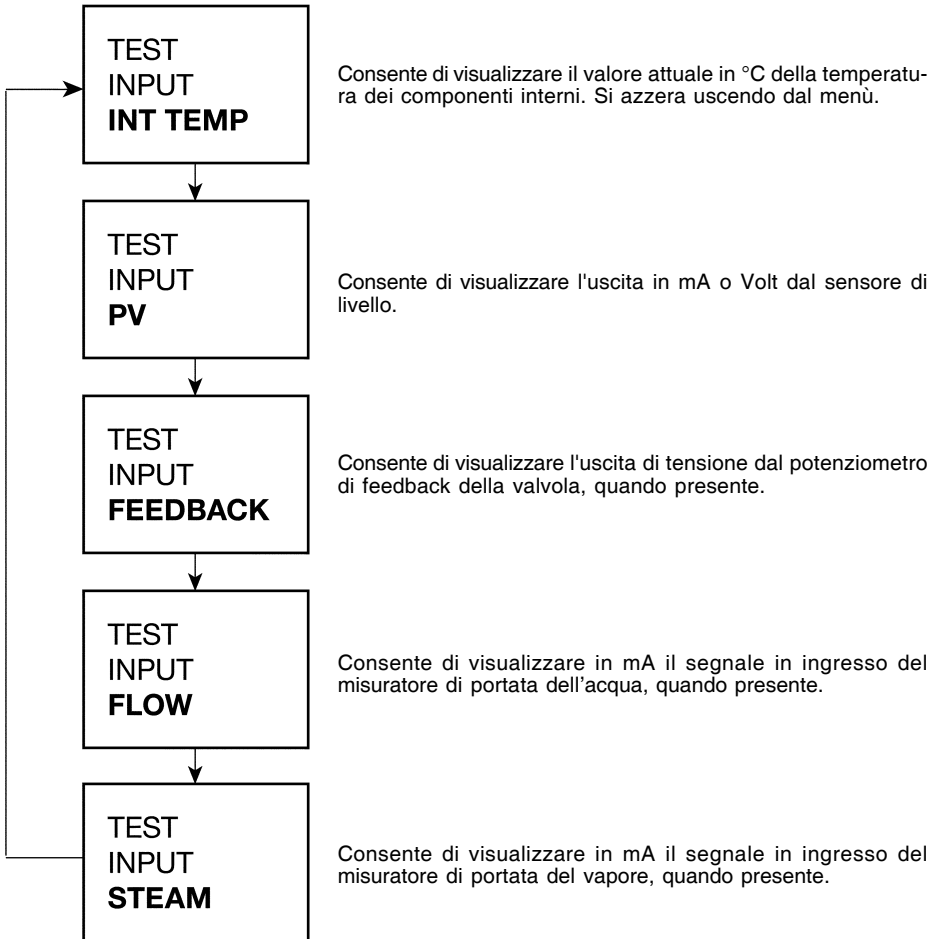 TEST
INPUT
INT TEMP
Consente di visualizzare il valore attuale in °C della temperatu-
ra dei componenti interni. Si azzera uscendo dal menù.
TEST
INPUT
PV
Consente di visualizzare l'uscita in mA o Volt dal sensore di
livello.
TEST
INPUT
FEEDBACK
Consente di visualizzare l'uscita di tensione dal potenziometro
di feedback della valvola, quando presente.
TEST
INPUT
FLOW
Consente di visualizzare in mA il segnale in ingresso del
misuratore di portata dell’acqua, quando presente.
TEST
INPUT
STEAM
Consente di visualizzare in mA il segnale in ingresso del
misuratore di portata del vapore, quando presente.